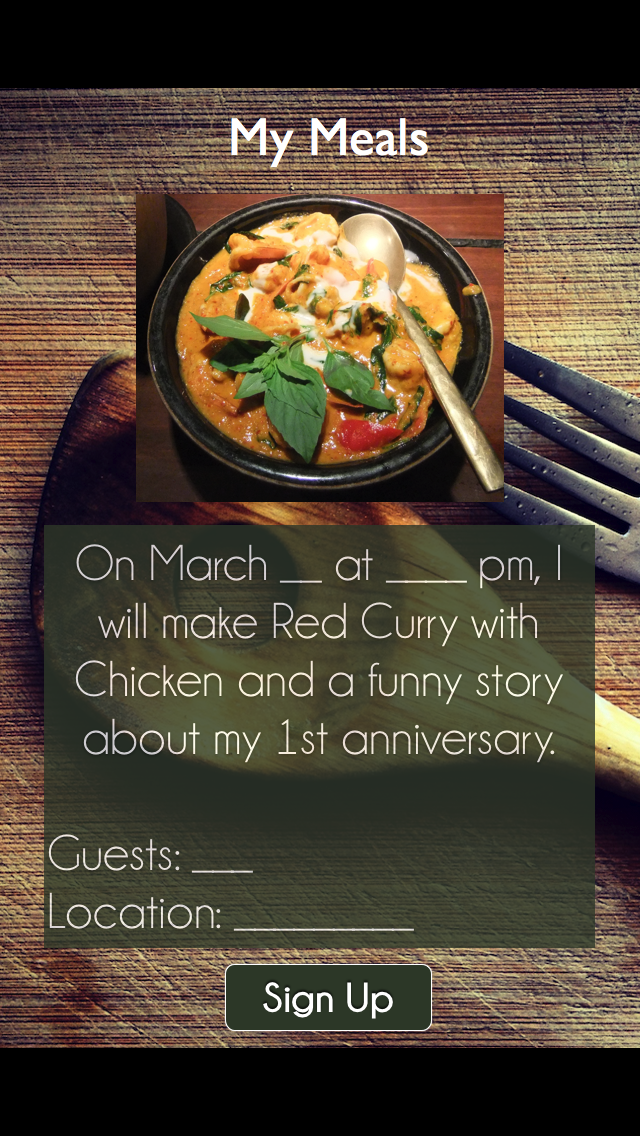 My Meals
On March __ at ____ pm, I
will make Red Curry with
Chicken and a funny story
about my 1st anniversary.
Guests: ___
Location: _________
Sign Up